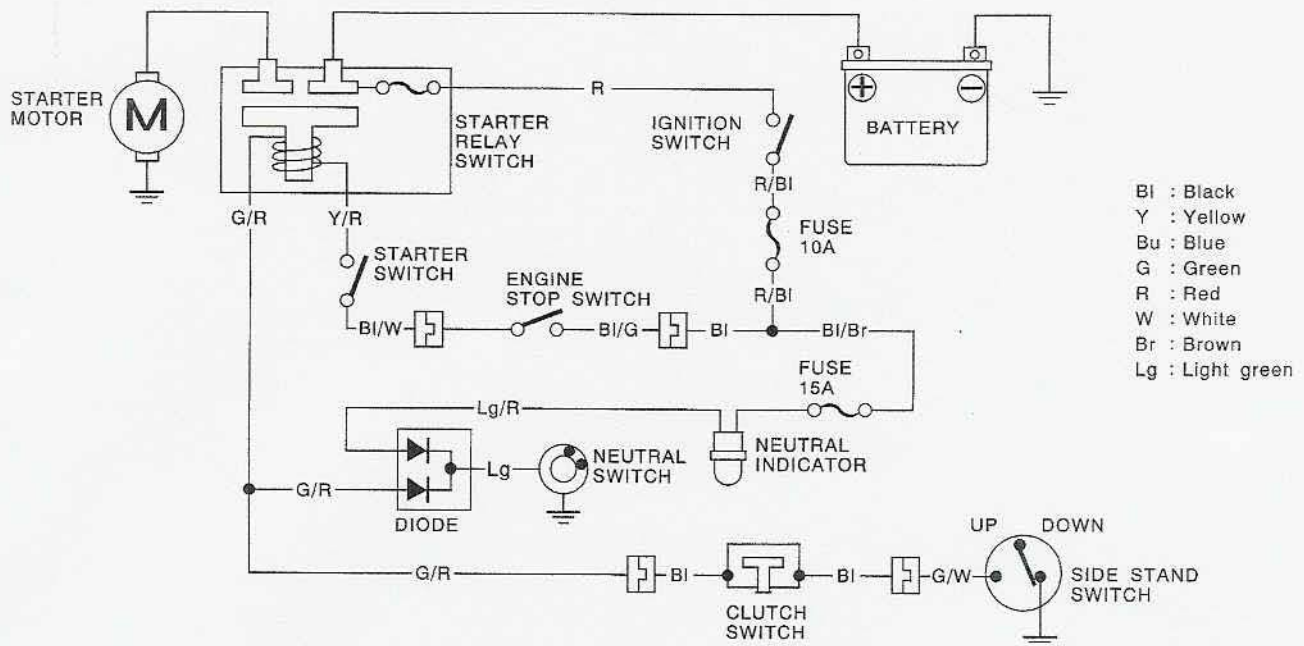 STARTER
MOTOR
M
STARTER
RELAY
SWITCH
R
IGNITION
SWITCH
BATTERY
R/Bl
FUSE
10A
R/Bl
G/R
Y/R
STARTER
SWITCH
ENGINE
STOP SWITCH
Bl/W
Bl/G
Bl
Bl/Br
FUSE
15A
Lg/R
NEUTRAL
INDICATOR
Lg
NEUTRAL
SWITCH
G/R
DIODE
G/R
Bl
CLUTCH
SWITCH
Bl
G/W
UP DOWN
SIDE STAND
SWITCH
Bl : Black
Y : Yellow
Bu : Blue
G : Green
R : Red
W : White
Br : Brown
Lg : Light green